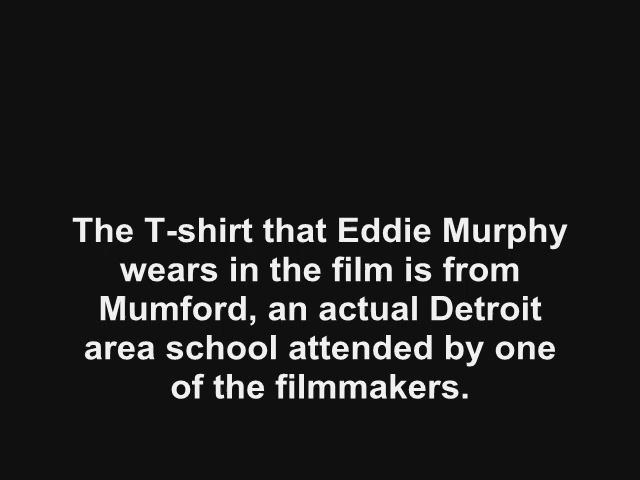 The T-shirt that Eddie Murphy
wears in the film is from
Mumford, an actual Detroit
area school attended by one
of the filmmakers.